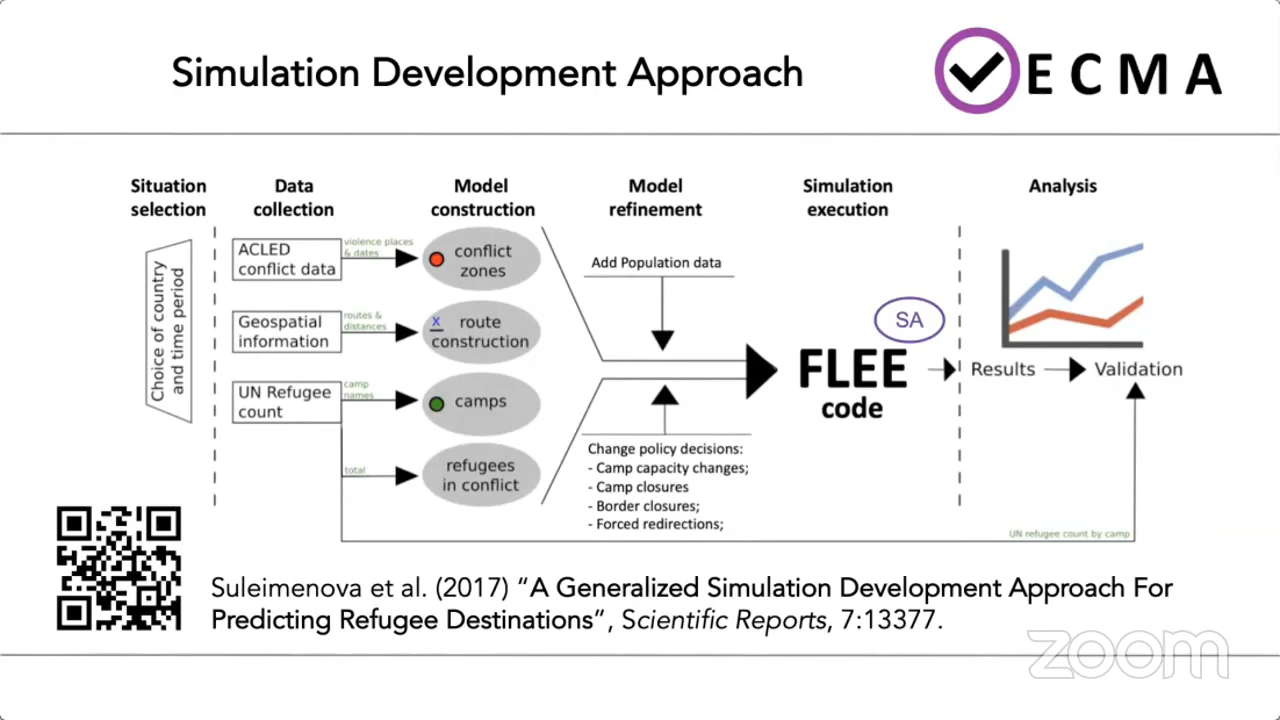 Simulation Development Approach
ECMA
Situation
selection
Data
collection
Model
construction
Model
refinement
Simulation
execution
Analysis
Choice of country
and time period
ACLED
conflict data
violence places
& dates
conflict
zones
Geospatial
information
routes &
distances
X
route
construction
UN Refugee
count
camp
names
camps
total
refugees
in conflict
Add Population data
Change policy decisions:
- Camp capacity changes;
- Camp closures
- Border closures;
- Forced redirections;
SA
FLEE
code
Results
Validation
UN refugee count by camp
Suleimenova et al. (2017) “A Generalized Simulation Development Approach For
Predicting Refugee Destinations”, Scientific Reports, 7:13377.
zoom